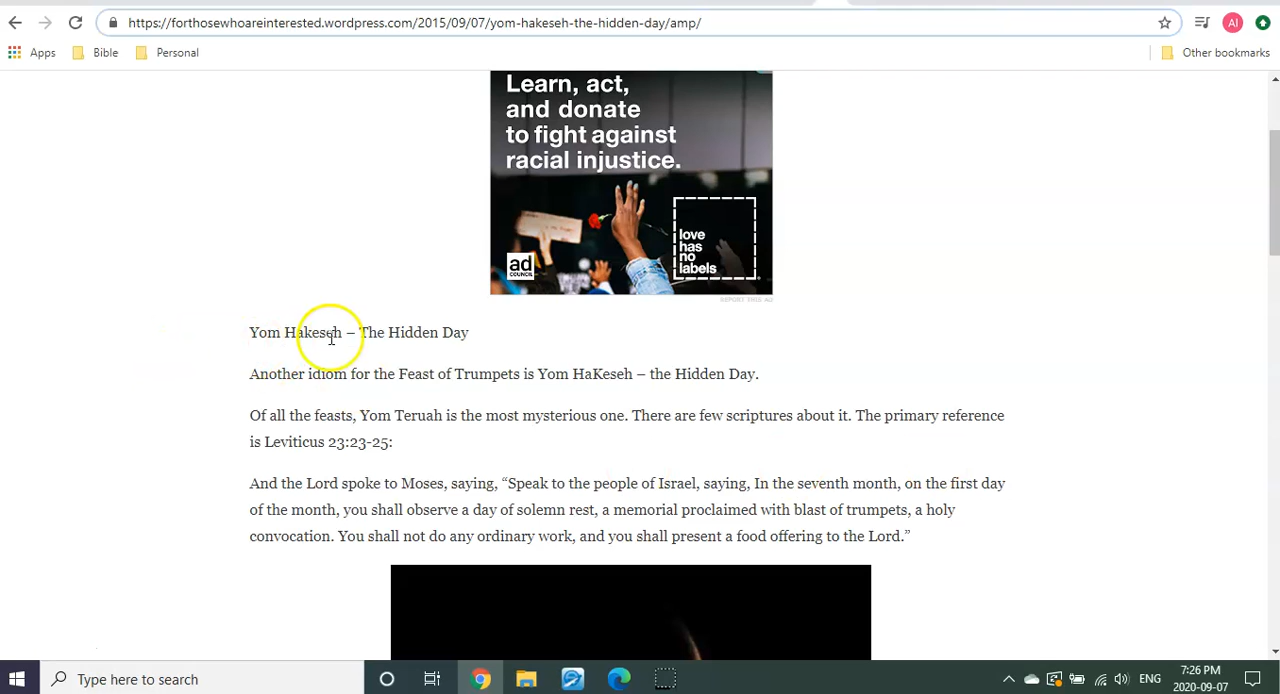 https://forthosewhoareinterested.wordpress.com/2015/09/07/yom-hakeseh-the-hidden-day/amp/
AI
Apps
Bible
Personal
Other bookmarks
Learn, act,
and donate
to fight against
racial injustice.
love
has
no
labels
ad
COUNCIL
REPORT THIS AD
Yom Hakeseh – The Hidden Day
Another idiom for the Feast of Trumpets is Yom HaKeseh – the Hidden Day.
Of all the feasts, Yom Teruah is the most mysterious one. There are few scriptures about it. The primary reference
is Leviticus 23:23-25:
And the Lord spoke to Moses, saying, “Speak to the people of Israel, saying, In the seventh month, on the first day
of the month, you shall observe a day of solemn rest, a memorial proclaimed with blast of trumpets, a holy
convocation. You shall not do any ordinary work, and you shall present a food offering to the Lord.”
Type here to search
ENG
7:26 PM
2020-09-07